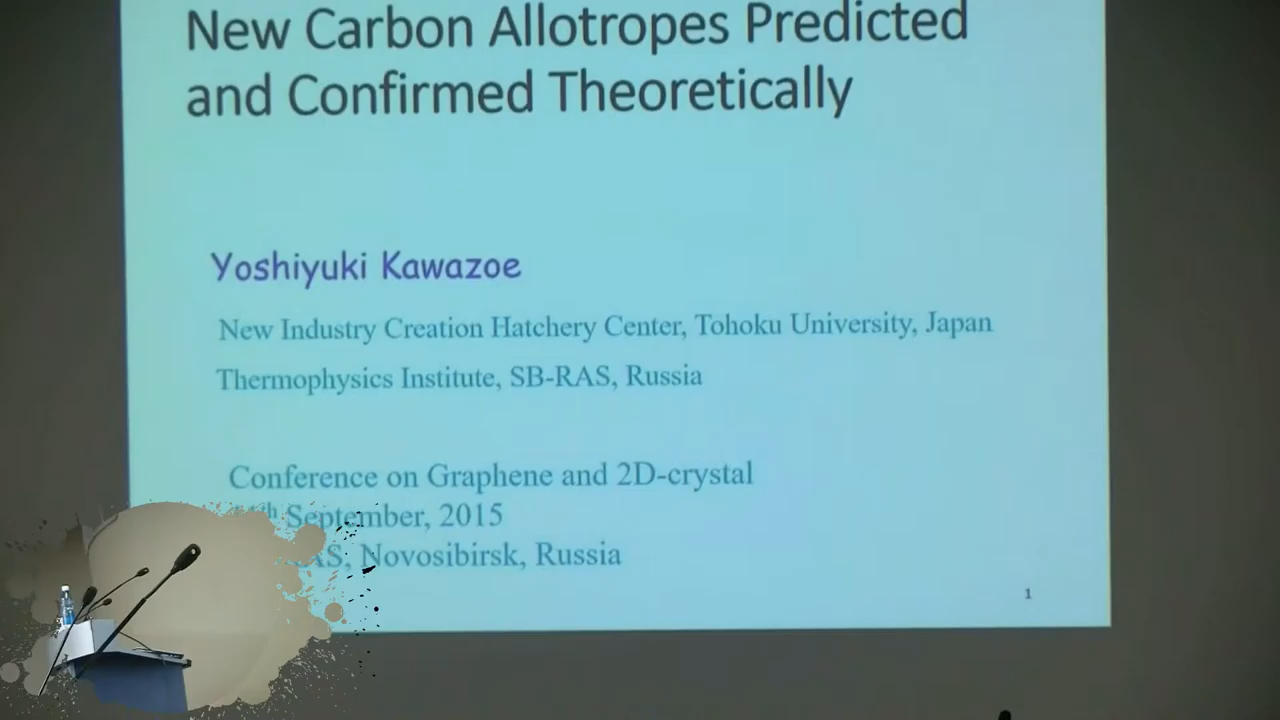 New Carbon Allotropes Predicted
and Confirmed Theoretically
Yoshiyuki Kawazoe
New Industry Creation Hatchery Center, Tohoku University, Japan
Thermophysics Institute, SB-RAS, Russia
Conference on Graphene and 2D-crystal
September, 2015
Novosibirsk, Russia
1